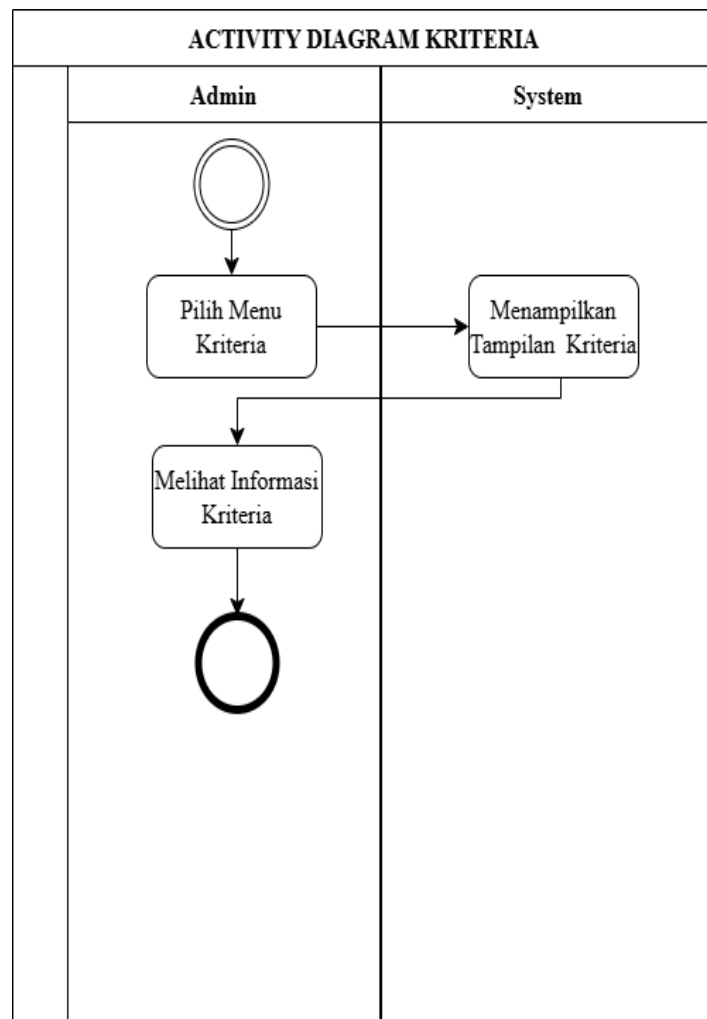 ACTIVITY DIAGRAM KRITERIA
Admin
System
Pilih Menu
Kriteria
Menampilkan
Tampilan Kriteria
Melihat Informasi
Kriteria